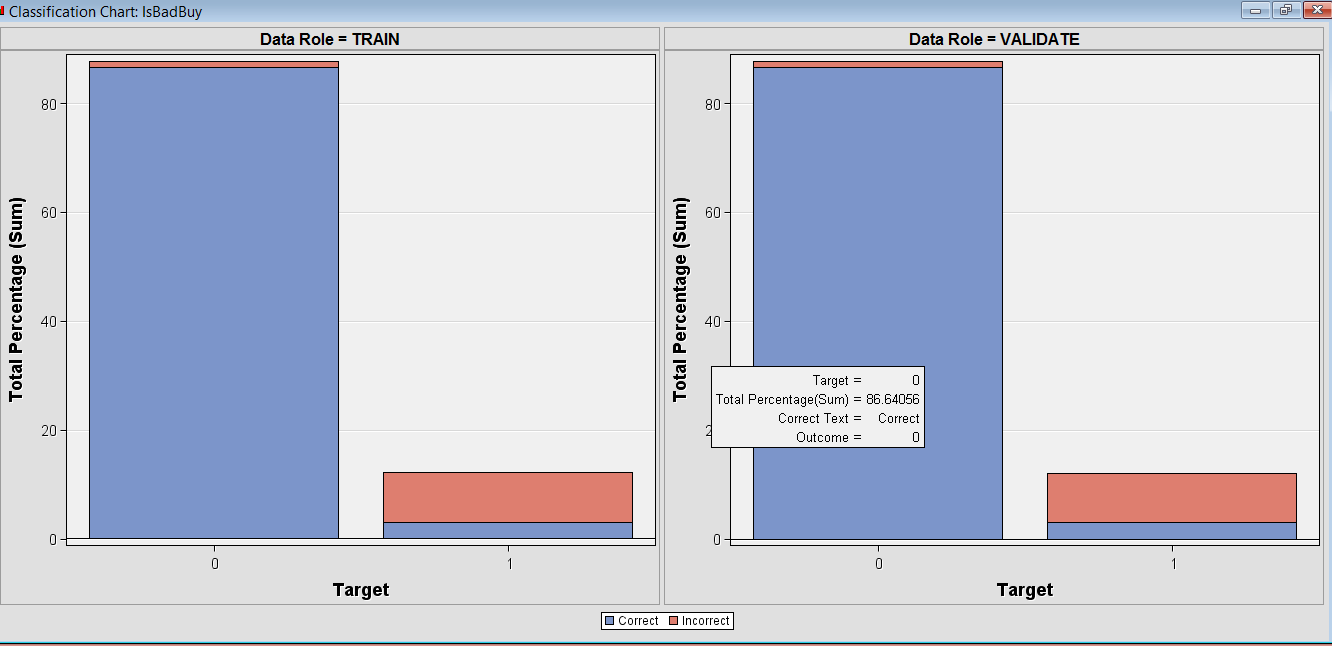 Classification Chart: IsBadBuy
Data Role = TRAIN
Total Percentage (Sum)
80
60
40
20
0
0
1
Target
Data Role = VALIDATE
Total Percentage (Sum)
80
60
40
2
0
Target = 0
Total Percentage(Sum) = 86.64056
Correct Text = Correct
Outcome = 0
0
1
Target
Correct Incorrect